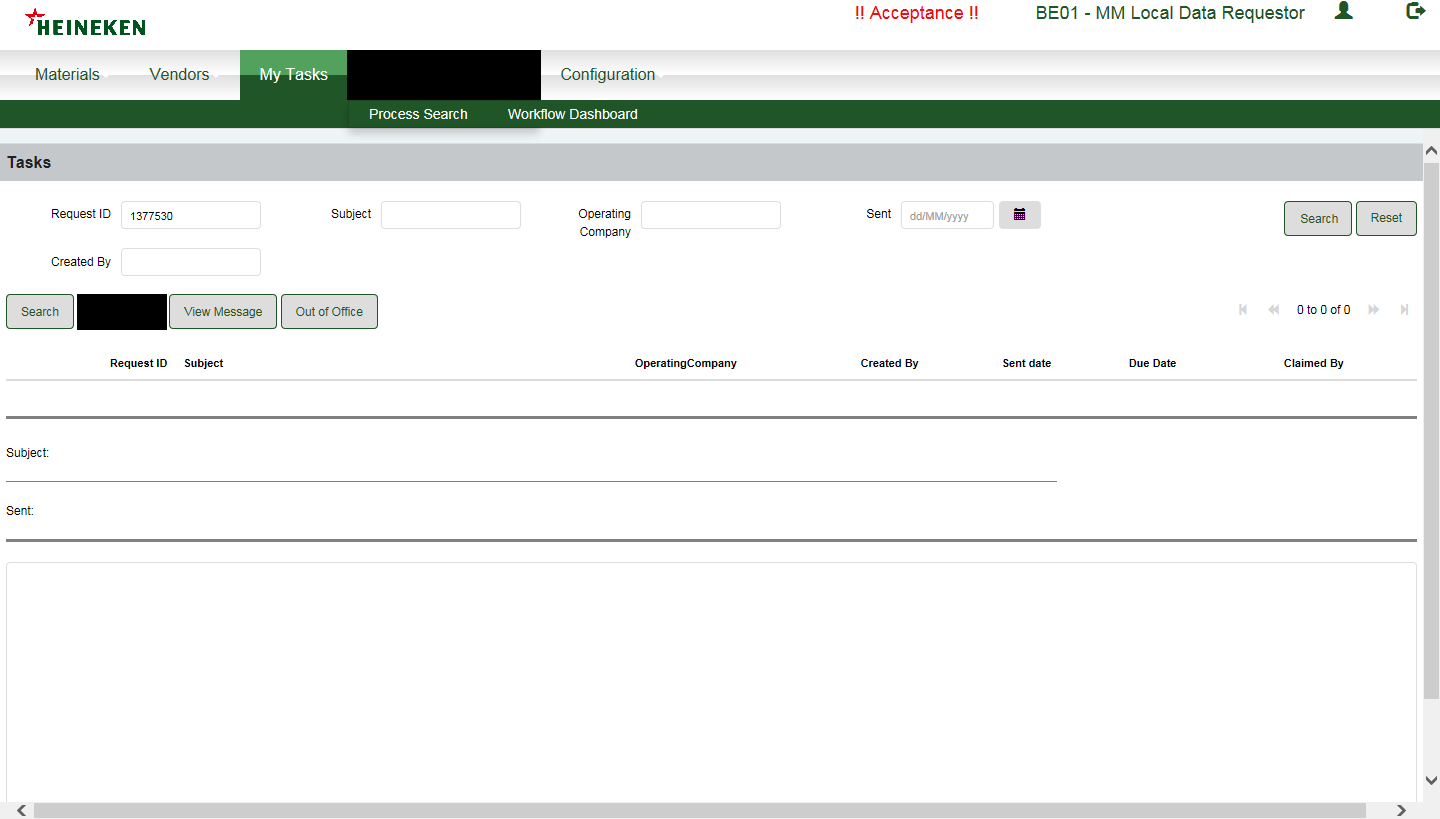 HEINEKEN
!! Acceptance !! BE01 - MM Local Data Requestor
Materials Vendors My Tasks Configuration
Process Search Workflow Dashboard
Tasks
Request ID 1377530 Subject Operating Company Sent dd/MM/yyyy Search Reset
Created By
Search View Message Out of Office 0 to 0 of 0
Request ID Subject OperatingCompany Created By Sent date Due Date Claimed By
Subject:
Sent: